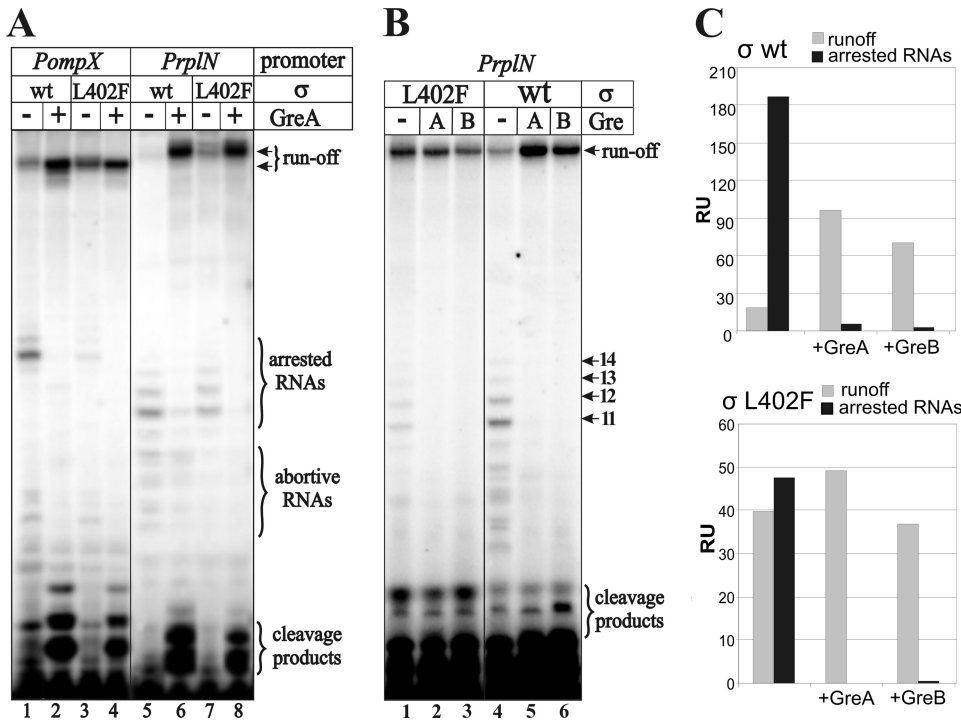 A
PompX PrplN promoter
wt L402F wt L402F σ
- + - + - + - + GreA
run-off
arrested
RNAs
abortive
RNAs
cleavage
products
1 2 3 4 5 6 7 8
B
PrplN
L402F wt σ
- A B - A B Gre
run-off
14
13
12
11
cleavage
products
1 2 3 4 5 6
C
σ wt
runoff
arrested RNAs
210
180
150
120
90
60
30
0
RU
+GreA +GreB
σ L402F
runoff
arrested RNAs
60
50
40
30
20
10
0
RU
+GreA +GreB